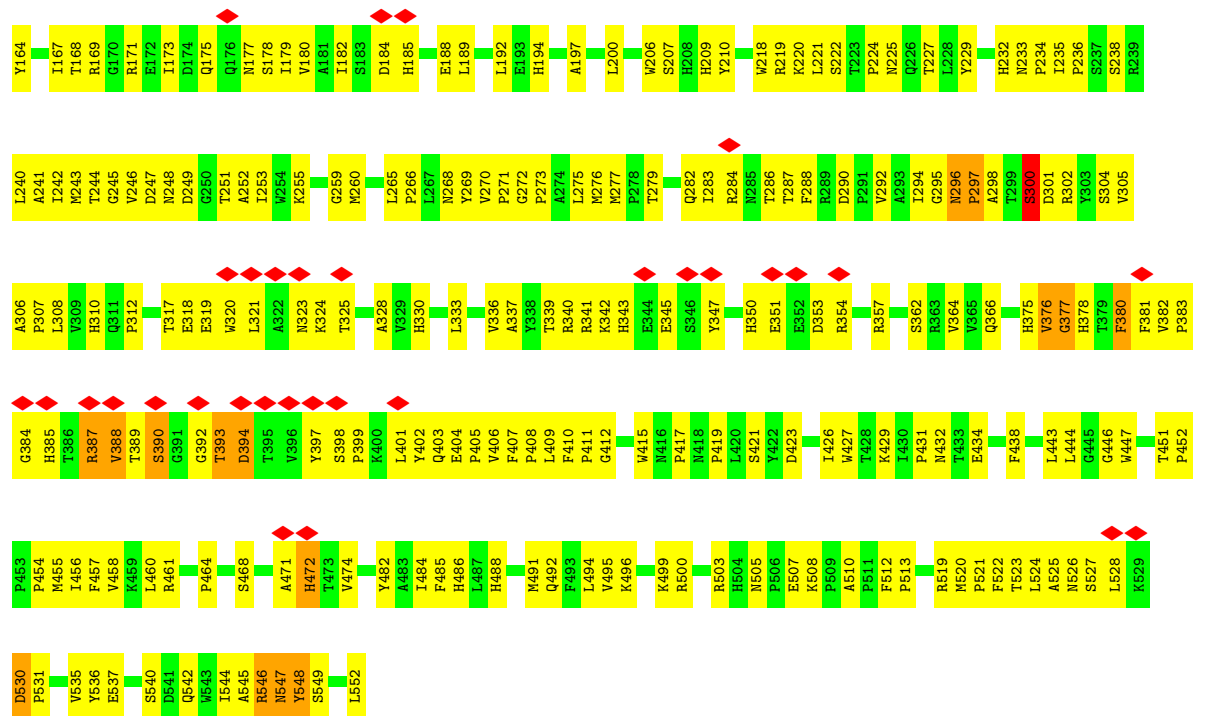 Y164 I167 T168 R169 G170 R171 E172 I173 D174 Q175 Q176 N177 S178 I179 V180 A181 I182 S183 D184 H185 E188 L189 L192 E193 H194 A197 L200 W206 S207 H208 H209 Y210 W218 R219 K220 L221 S222 T223 P224 N225 Q226 T227 L228 Y229 H232 N233 P234 I235 P236 S237 S238 R239
L240 A241 I242 M243 T244 G245 V246 D247 N248 D249 G250 T251 A252 I253 W254 K255 G259 M260 L265 P266 L267 N268 Y269 V270 P271 G272 P273 A274 L275 M276 M277 P278 T279 Q282 I283 R284 N285 T286 T287 F288 R289 D290 P291 V292 A293 I294 G295 N296 P297 A298 T299 S300 D301 R302 Y303 S304 V305
A306 P307 L308 V309 H310 Q311 P312 T317 E318 E319 W320 L321 A322 N323 K324 T325 A328 V329 H330 L333 V336 A337 Y338 T339 R340 R341 K342 H343 E344 E345 S346 Y347 H350 E351 E352 D353 R354 R357 S362 R363 V364 V365 Q366 H375 V376 G377 H378 T379 F380 F381 V382 P383
G384 H385 T386 R387 V388 T389 S390 G391 G392 T393 D394 T395 V396 Y397 S398 P399 K400 L401 Y402 Q403 E404 P405 V406 F407 P408 L409 F410 P411 G412 W415 N416 P417 N418 P419 L420 S421 Y422 D423 I426 W427 T428 K429 I430 P431 N432 T433 E434 F438 L443 L444 G445 G446 W447 T451 P452
P453 P454 M455 I456 F457 V458 K459 L460 R461 P464 S468 A471 H472 T473 V474 Y482 A483 I484 F485 H486 L487 H488 M491 Q492 F493 L494 V495 K496 K499 R500 R503 H504 N505 P506 E507 K508 P509 A510 P511 F512 P513 R519 M520 P521 F522 T523 L524 A525 N526 S527 L528 K529
D530 P531 V535 Y536 E537 S540 D541 Q542 W543 I544 A545 R546 N547 Y548 S549 L552